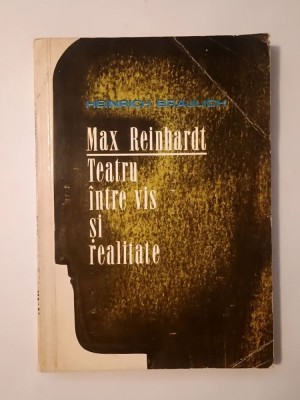 HEINRICH BRAULICH
Max Reinhardt
Teatru
între vis
și
realitate